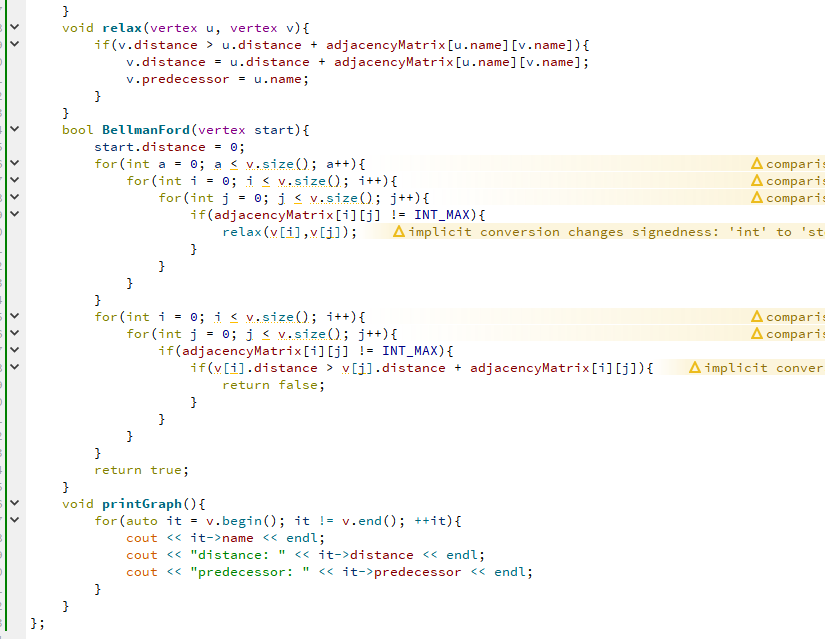 }
void relax(vertex u, vertex v){
if(v.distance > u.distance + adjacencyMatrix[u.name][v.name]){
v.distance = u.distance + adjacencyMatrix[u.name][v.name];
v.predecessor = u.name;
}
}
bool BellmanFord(vertex start){
start.distance = 0;
for(int a = 0; a < v.size(); a++){ comparis
for(int i = 0; i < v.size(); i++){ comparis
for(int j = 0; j < v.size(); j++){ comparis
if(adjacencyMatrix[i][j] != INT_MAX){
relax(v[i],v[j]); implicit conversion changes signedness: 'int' to 'st
}
}
}
}
for(int i = 0; i < v.size(); i++){ comparis
for(int j = 0; j < v.size(); j++){ comparis
if(adjacencyMatrix[i][j] != INT_MAX){
if(v[i].distance > v[j].distance + adjacencyMatrix[i][j]){ implicit conver
return false;
}
}
}
}
return true;
}
void printGraph(){
for(auto it = v.begin(); it != v.end(); ++it){
cout << it->name << endl;
cout << "distance: " << it->distance << endl;
cout << "predecessor: " << it->predecessor << endl;
}
}
};